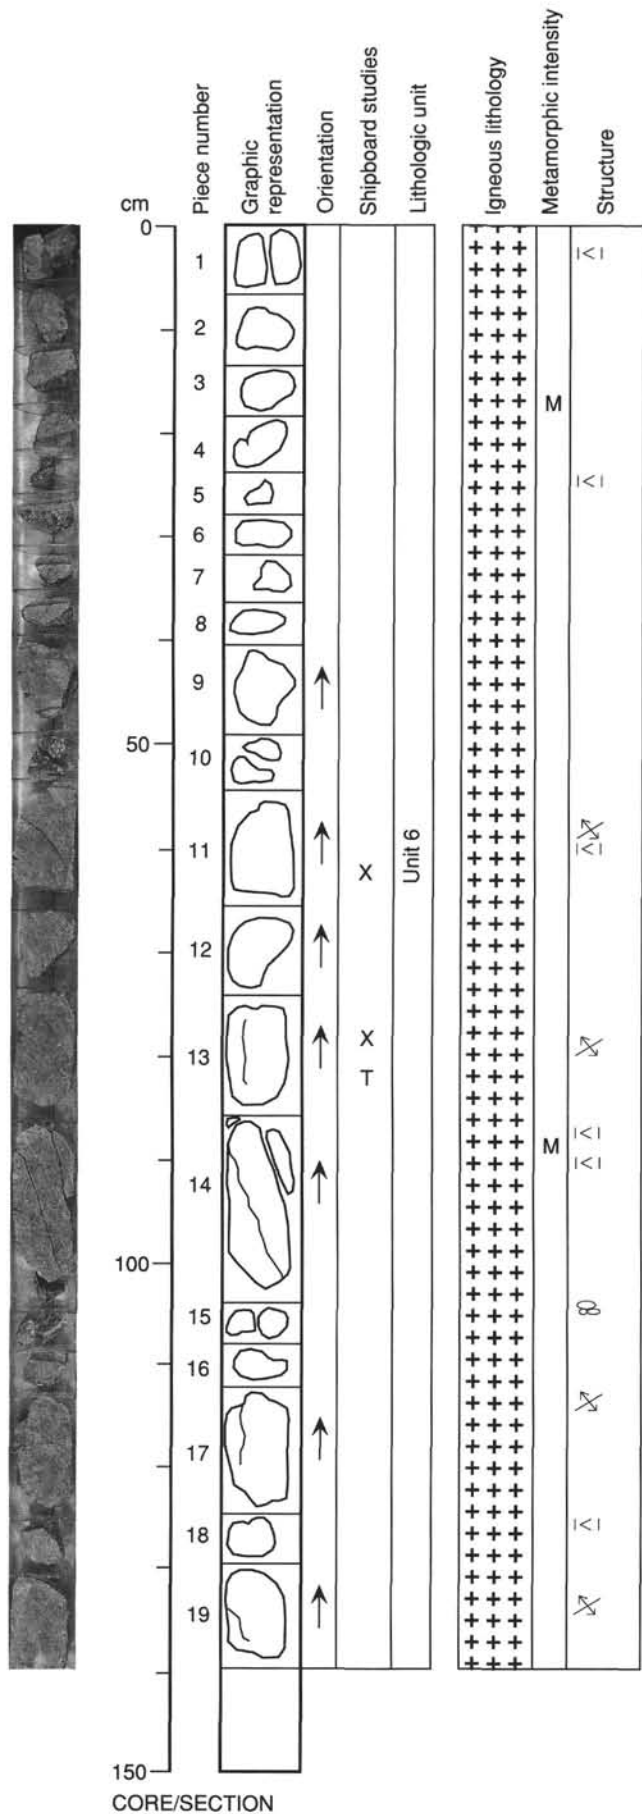 cm
Piece number
Graphic representation
Orientation
Shipboard studies
Lithologic unit
Igneous lithology
Metamorphic intensity
Structure
0
1
2
3
M
4
5
6
7
8
9
50
10
11
X
Unit 6
12
13
X
T
M
14
100
15
16
17
18
19
150
CORE/SECTION